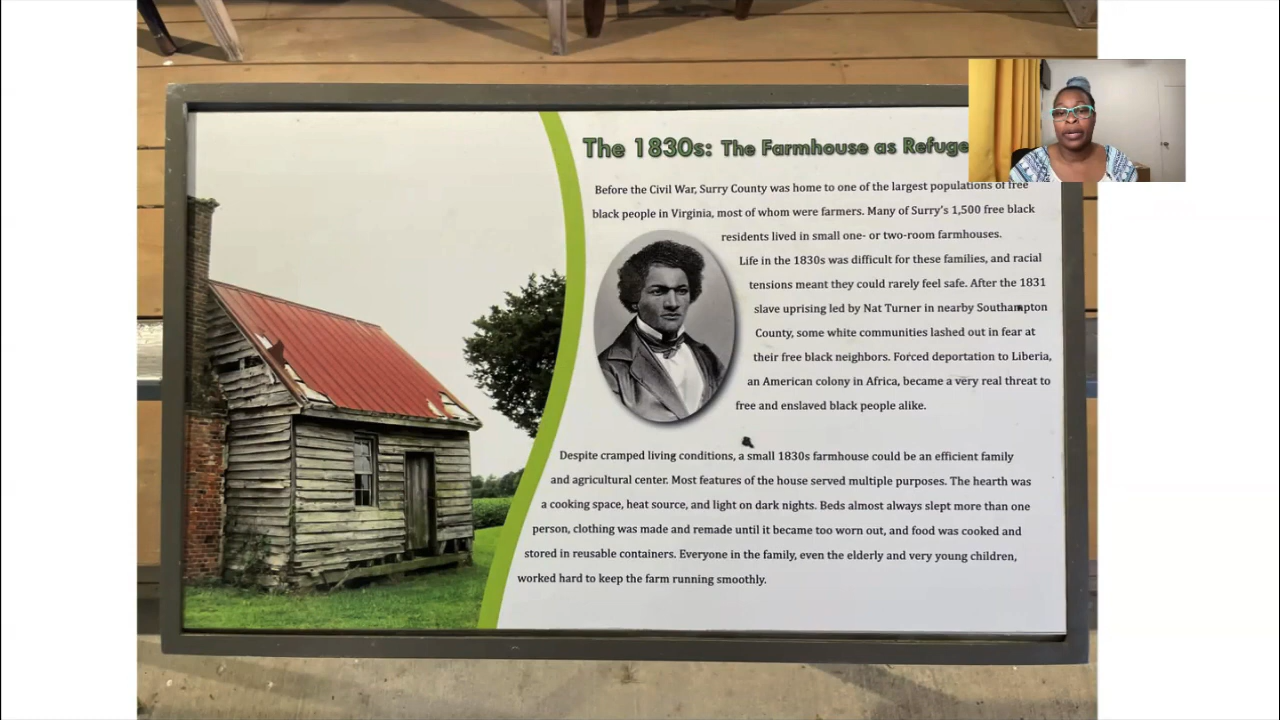 The 1830s: The Farmhouse as Refuge
Before the Civil War, Surry County was home to one of the largest populations of free
black people in Virginia, most of whom were farmers. Many of Surry's 1,500 free black
residents lived in small one- or two-room farmhouses.
Life in the 1830s was difficult for these families, and racial
tensions meant they could rarely feel safe. After the 1831
slave uprising led by Nat Turner in nearby Southampton
County, some white communities lashed out in fear at
their free black neighbors. Forced deportation to Liberia,
an American colony in Africa, became a very real threat to
free and enslaved black people alike.
Despite cramped living conditions, a small 1830s farmhouse could be an efficient family
and agricultural center. Most features of the house served multiple purposes. The hearth was
a cooking space, heat source, and light on dark nights. Beds almost always slept more than one
person, clothing was made and remade until it became too worn out, and food was cooked and
stored in reusable containers. Everyone in the family, even the elderly and very young children,
worked hard to keep the farm running smoothly.